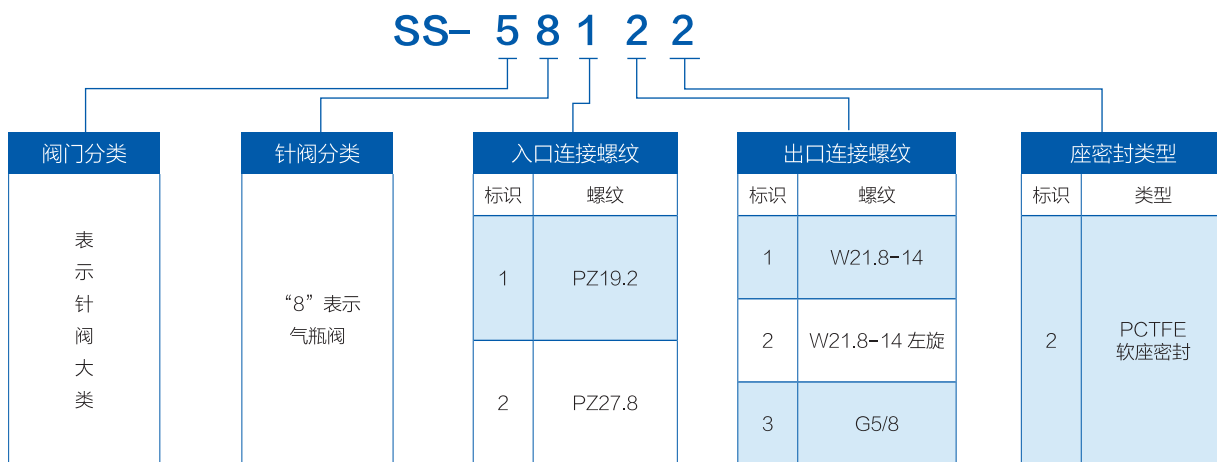 SS- 5 8 1 2 2
阀门分类
表
示
针
阀
大
类
针阀分类
“8”表示
气瓶阀
入口连接螺纹
标识 螺纹
1 PZ19.2
2 PZ27.8
出口连接螺纹
标识 螺纹
1 W21.8-14
2 W21.8-14 左旋
3 G5/8
座密封类型
标识 类型
2 PCTFE
软座密封